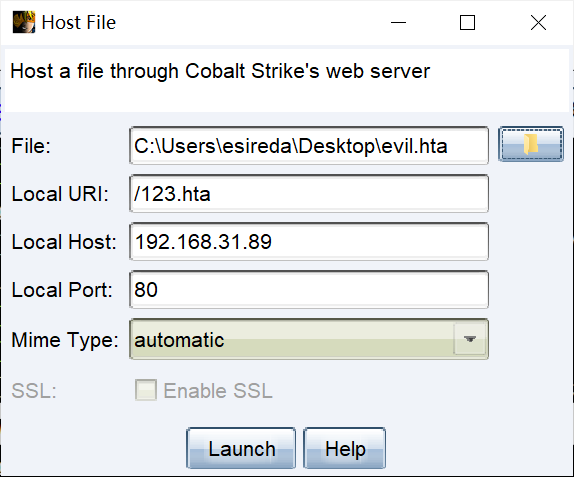 Host File
Host a file through Cobalt Strike's web server
File: C:\Users\esireda\Desktop\evil.hta
Local URI: /123.hta
Local Host: 192.168.31.89
Local Port: 80
Mime Type: automatic
SSL: Enable SSL
Launch Help